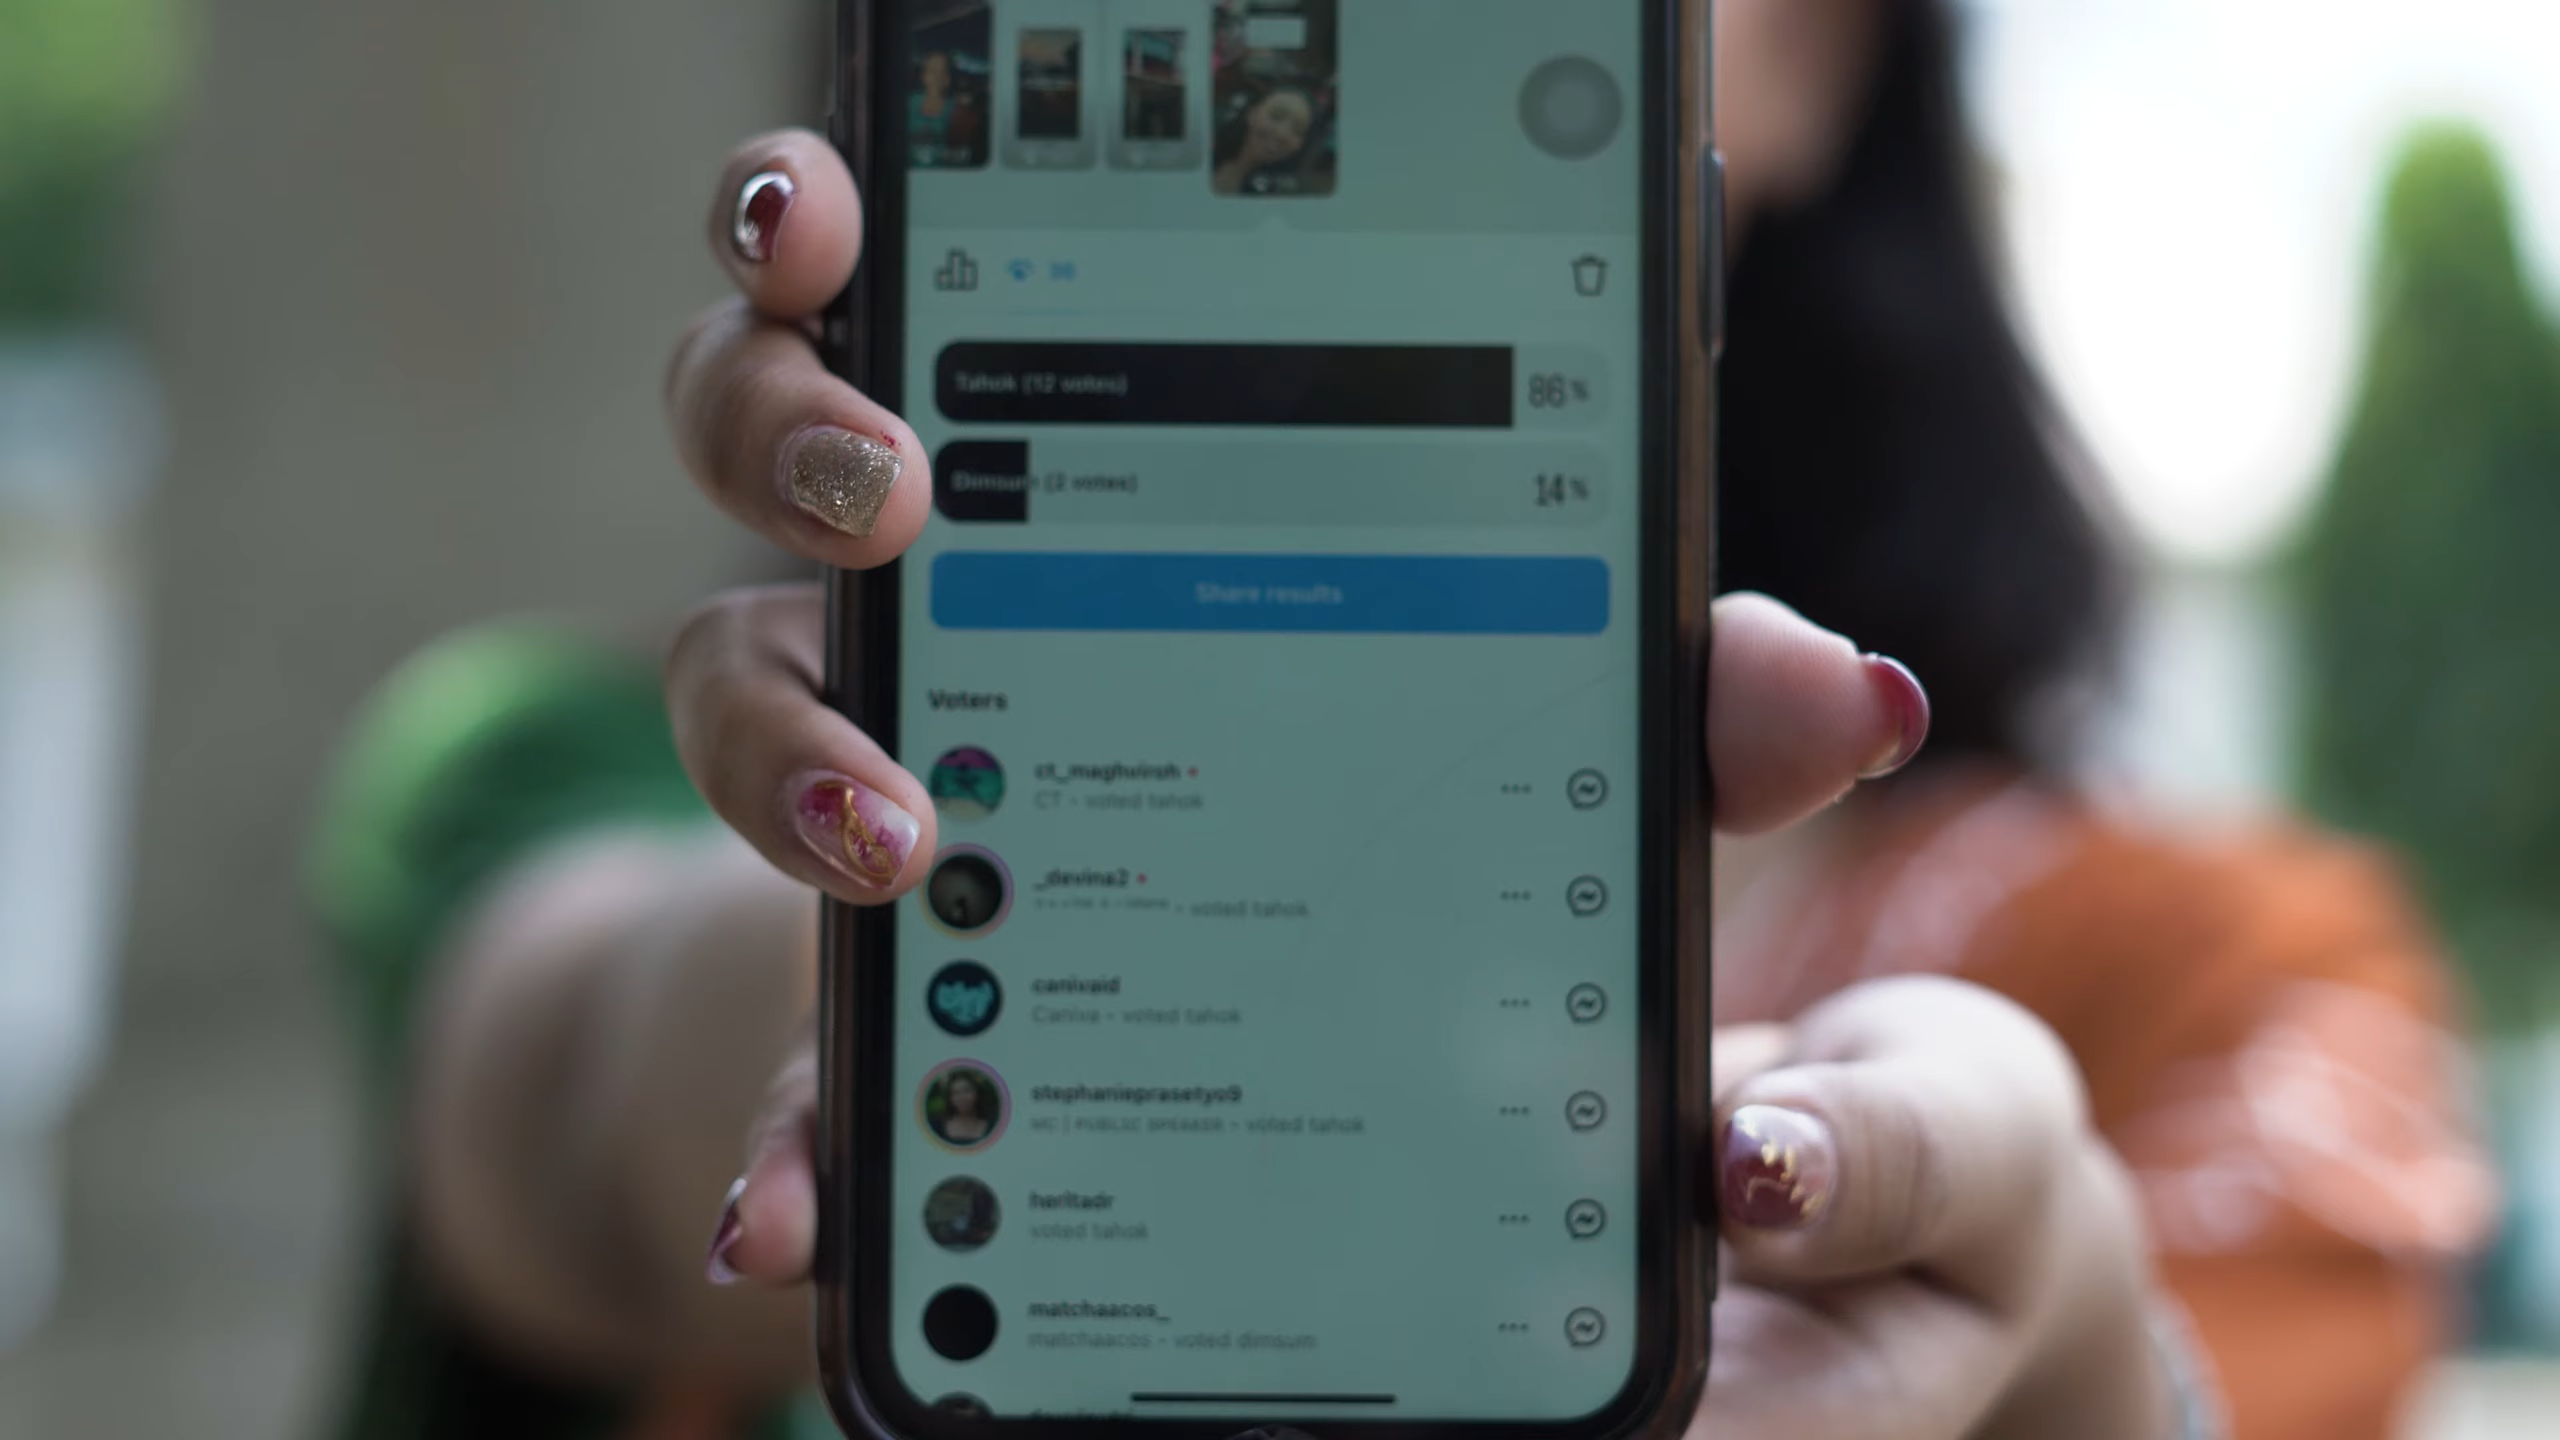 Tahok (12 votes)
86%
Dimsum (2 votes)
14%
Share results
Voters
ct_maghviroh
CT - voted tahok
_devina2
- voted tahok
canivaid
Caniva - voted tahok
stephanieprasetyo9
MC | PUBLIC SPEAKER - voted tahok
heritadr
voted tahok
matchaacos_
matchaacos - voted dimsum